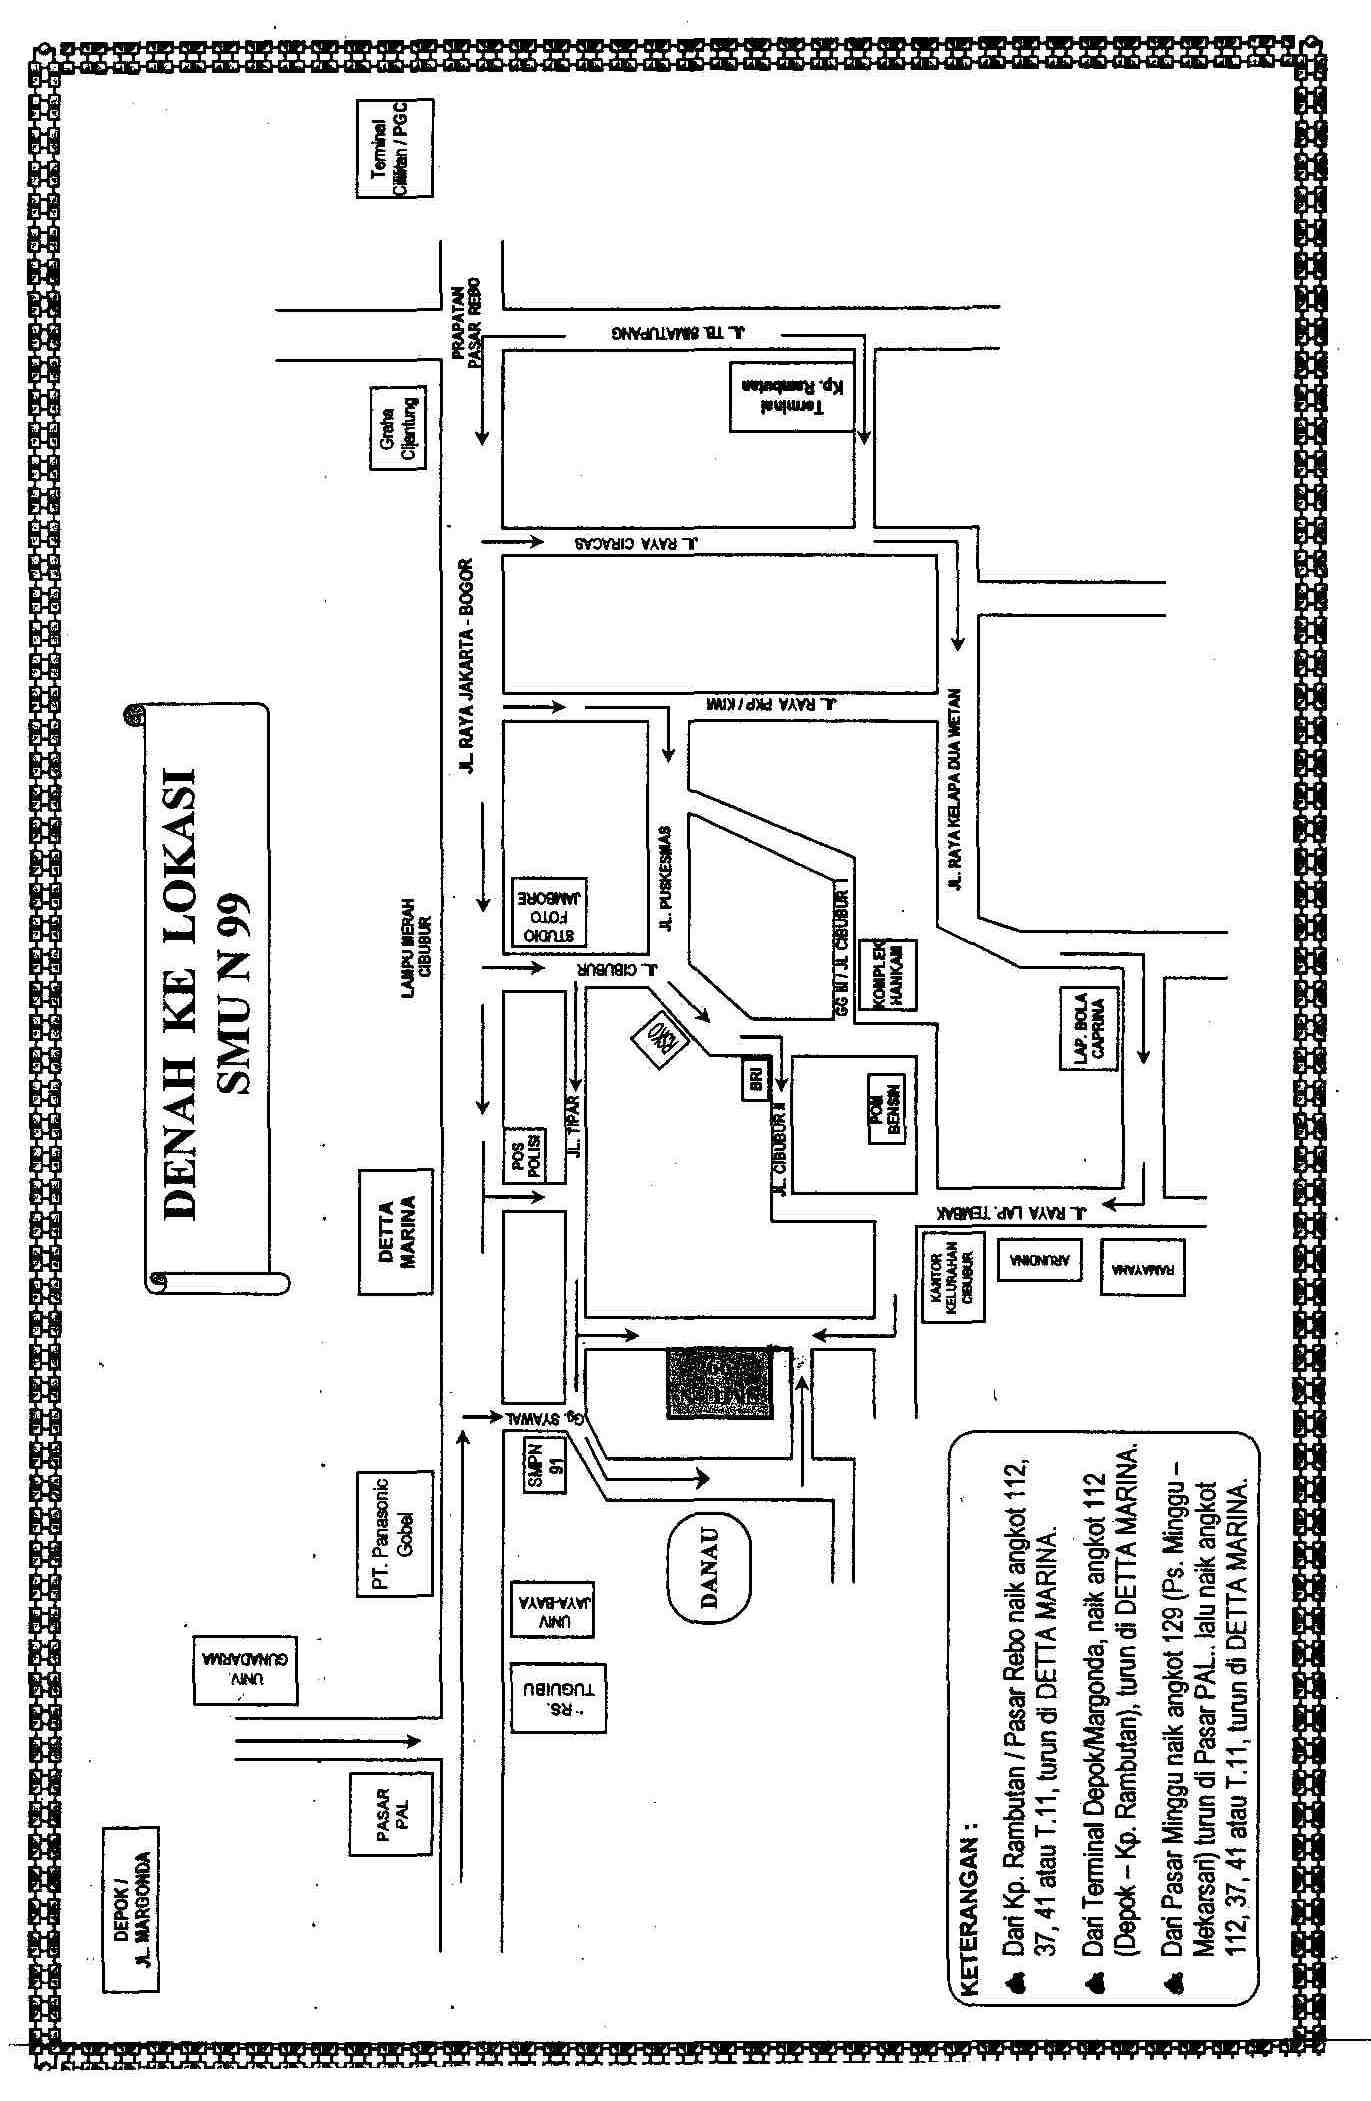 DENAH KE LOKASI
SMU N 99
DEPOK /
JL. MARGONDA
PASAR
PAL
UNIV.
GUNADARMA
PT. Panasonic
Gobel
DETTA
MARINA
LAMPU MERAH
CIBUBUR
JL. RAYA JAKARTA - BOGOR
Graha
Cijantung
PRAPATAN
PASAR REBO
Terminal
Cililitan / PGC
RS.
TUGUIBU
UNIV
JAYA-BAYA
SMPN
91
Gg. SYAWAL
POS
POLISI
JL. TIPAR
STUDIO
FOTO
JAMBORE
JL. CIBUBUR
RSKO
JL. PUSKESMAS
JL. RAYA CIRACAS
JL. TB. SIMATUPANG
Terminal
Kp. Rambutan
JL. RAYA PKP / KIWI
DANAU
BRI
JL. CIBUBUR II
GG III / JL CIBUBUR I
KOMPLEK
HANKAM
POM
BENSIN
JL. RAYA KELAPA DUA WETAN
LAP. BOLA
CAPRINA
JL. RAYA LAP. TEMBAK
KANTOR
KELURAHAN
CIBUBUR
ARUNDINA
RAMAYANA
KETERANGAN :
Dari Kp. Rambutan / Pasar Rebo naik angkot 112,
37, 41 atau T.11, turun di DETTA MARINA.
Dari Terminal Depok/Margonda, naik angkot 112
(Depok – Kp. Rambutan), turun di DETTA MARINA.
Dari Pasar Minggu naik angkot 129 (Ps. Minggu –
Mekarsari) turun di Pasar PAL.. lalu naik angkot
112, 37, 41 atau T.11, turun di DETTA MARINA.